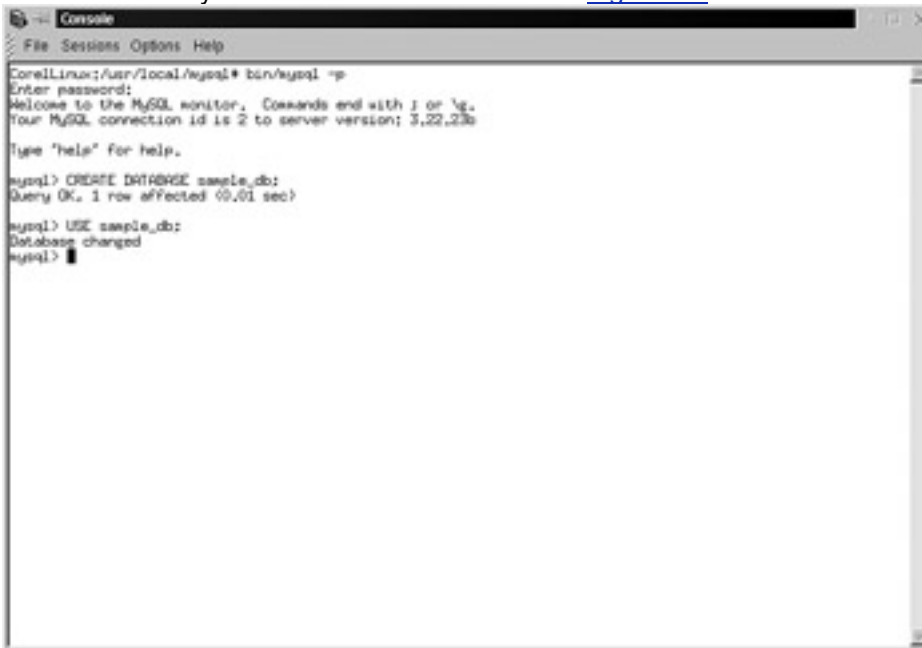 Console
File Sessions Options Help
CorelLinux:/usr/local/mysql# bin/mysql -p
Enter password:
Welcome to the MySQL monitor.  Commands end with ; or \g.
Your MySQL connection id is 2 to server version: 3.22.23b
Type "help" for help.
mysql> CREATE DATABASE sample_db;
Query OK, 1 row affected (0.01 sec)
mysql> USE sample_db;
Database changed
mysql>